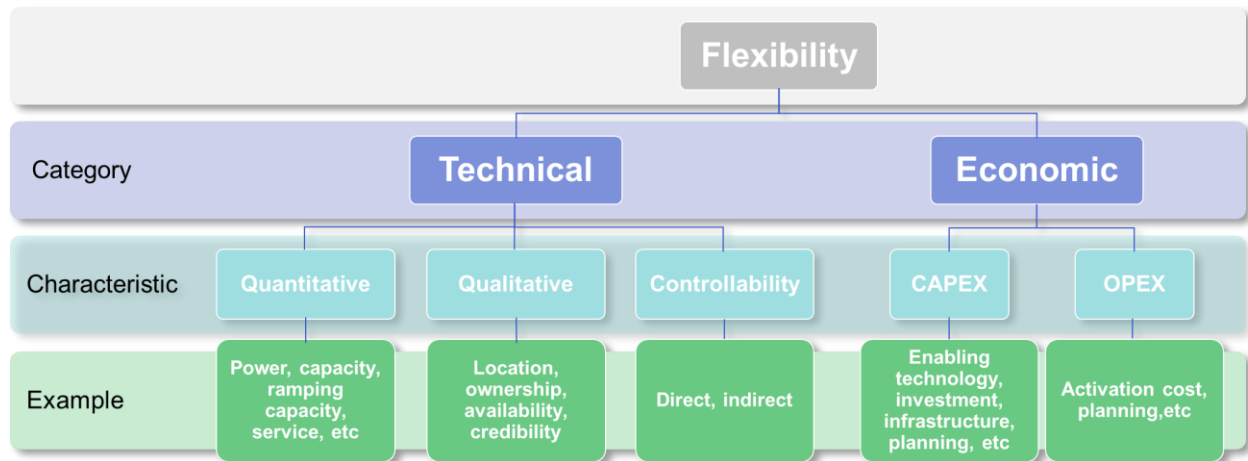 Flexibility
Category
Technical
Economic
Characteristic
Quantitative
Qualitative
Controllability
CAPEX
OPEX
Example
Power, capacity,
ramping
capacity,
service, etc
Location,
ownership,
availability,
credibility
Direct, indirect
Enabling
technology,
investment,
infrastructure,
planning, etc
Activation cost,
planning,etc